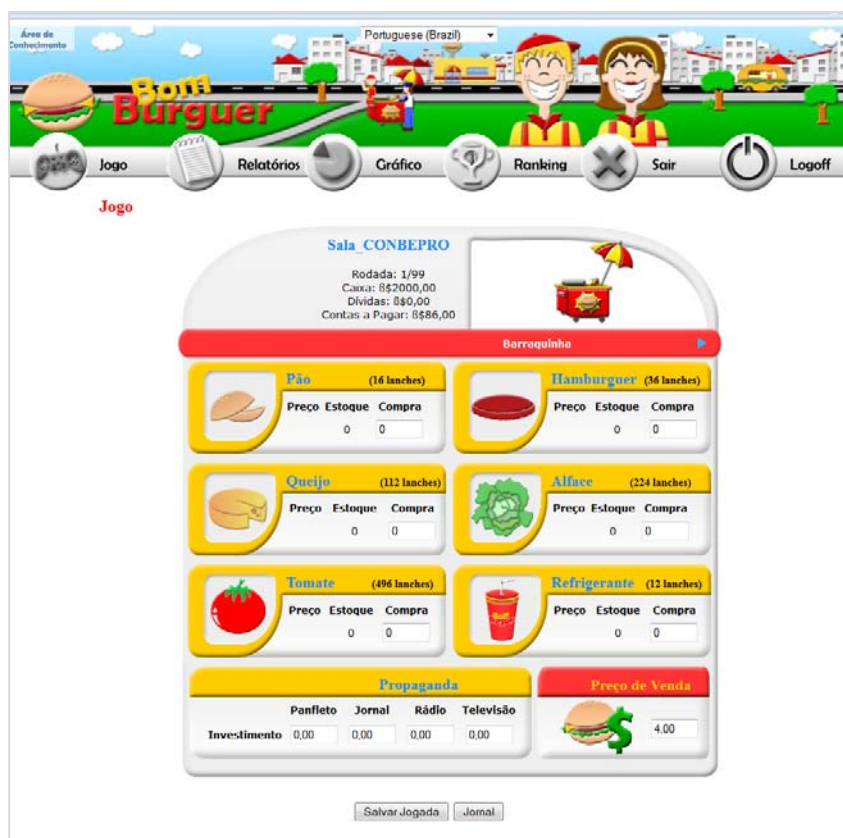 Área de
Conhecimento
Portuguese (Brazil)
Bom
Burguer
Jogo
Relatórios
Gráfico
Ranking
Sair
Logoff
Jogo
Sala_CONBEPRO
Rodada: 1/99
Caixa: ß$2000,00
Dívidas: ß$0,00
Contas a Pagar: ß$86,00
Barraquinha
Pão (16 lanches)
Preço Estoque Compra
0 0
Hamburguer (36 lanches)
Preço Estoque Compra
0 0
Queijo (112 lanches)
Preço Estoque Compra
0 0
Alface (224 lanches)
Preço Estoque Compra
0 0
Tomate (496 lanches)
Preço Estoque Compra
0 0
Refrigerante (12 lanches)
Preço Estoque Compra
0 0
Propaganda
Panfleto Jornal Rádio Televisão
Investimento 0,00 0,00 0,00 0,00
Preço de Venda
4.00
Salvar Jogada Jornal